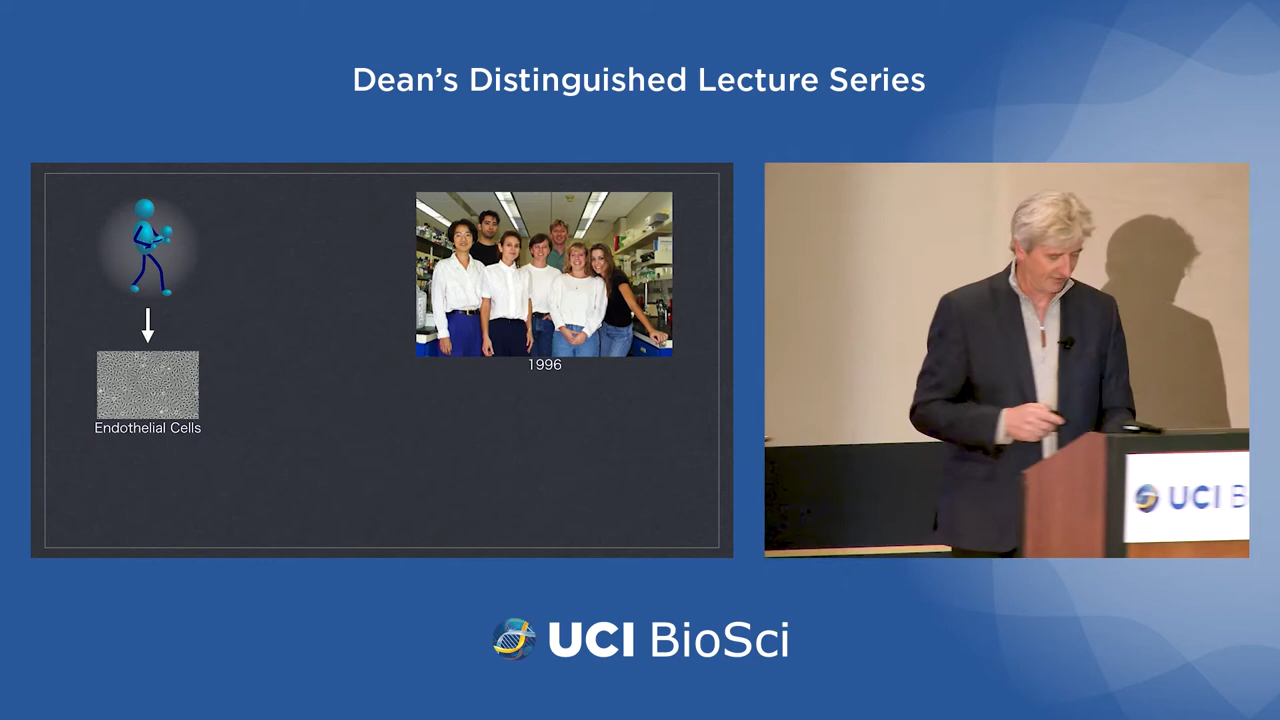 Dean's Distinguished Lecture Series
1996
Endothelial Cells
UCI B
UCI BioSci